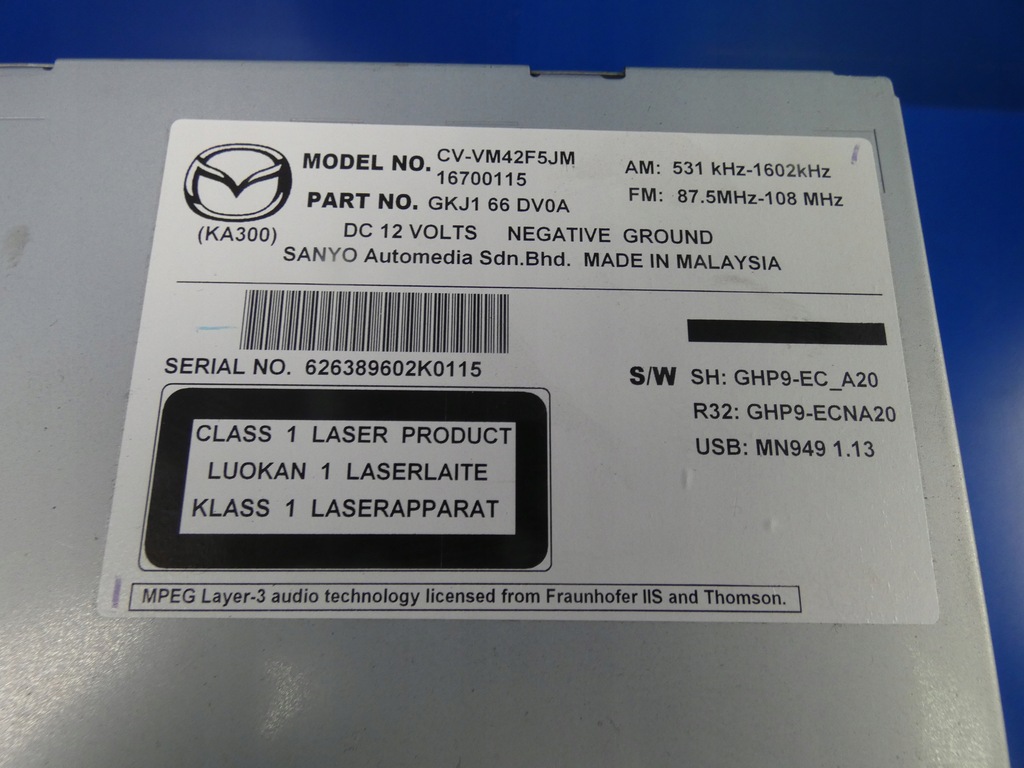 MODEL NO. CV-VM42F5JM
16700115
AM: 531 kHz-1602kHz
FM: 87.5MHz-108 MHz
PART NO. GKJ1 66 DV0A
(KA300)
DC 12 VOLTS NEGATIVE GROUND
SANYO Automedia Sdn.Bhd. MADE IN MALAYSIA
SERIAL NO. 626389602K0115
S/W SH: GHP9-EC_A20
R32: GHP9-ECNA20
USB: MN949 1.13
CLASS 1 LASER PRODUCT
LUOKAN 1 LASERLAITE
KLASS 1 LASERAPPARAT
MPEG Layer-3 audio technology licensed from Fraunhofer IIS and Thomson.